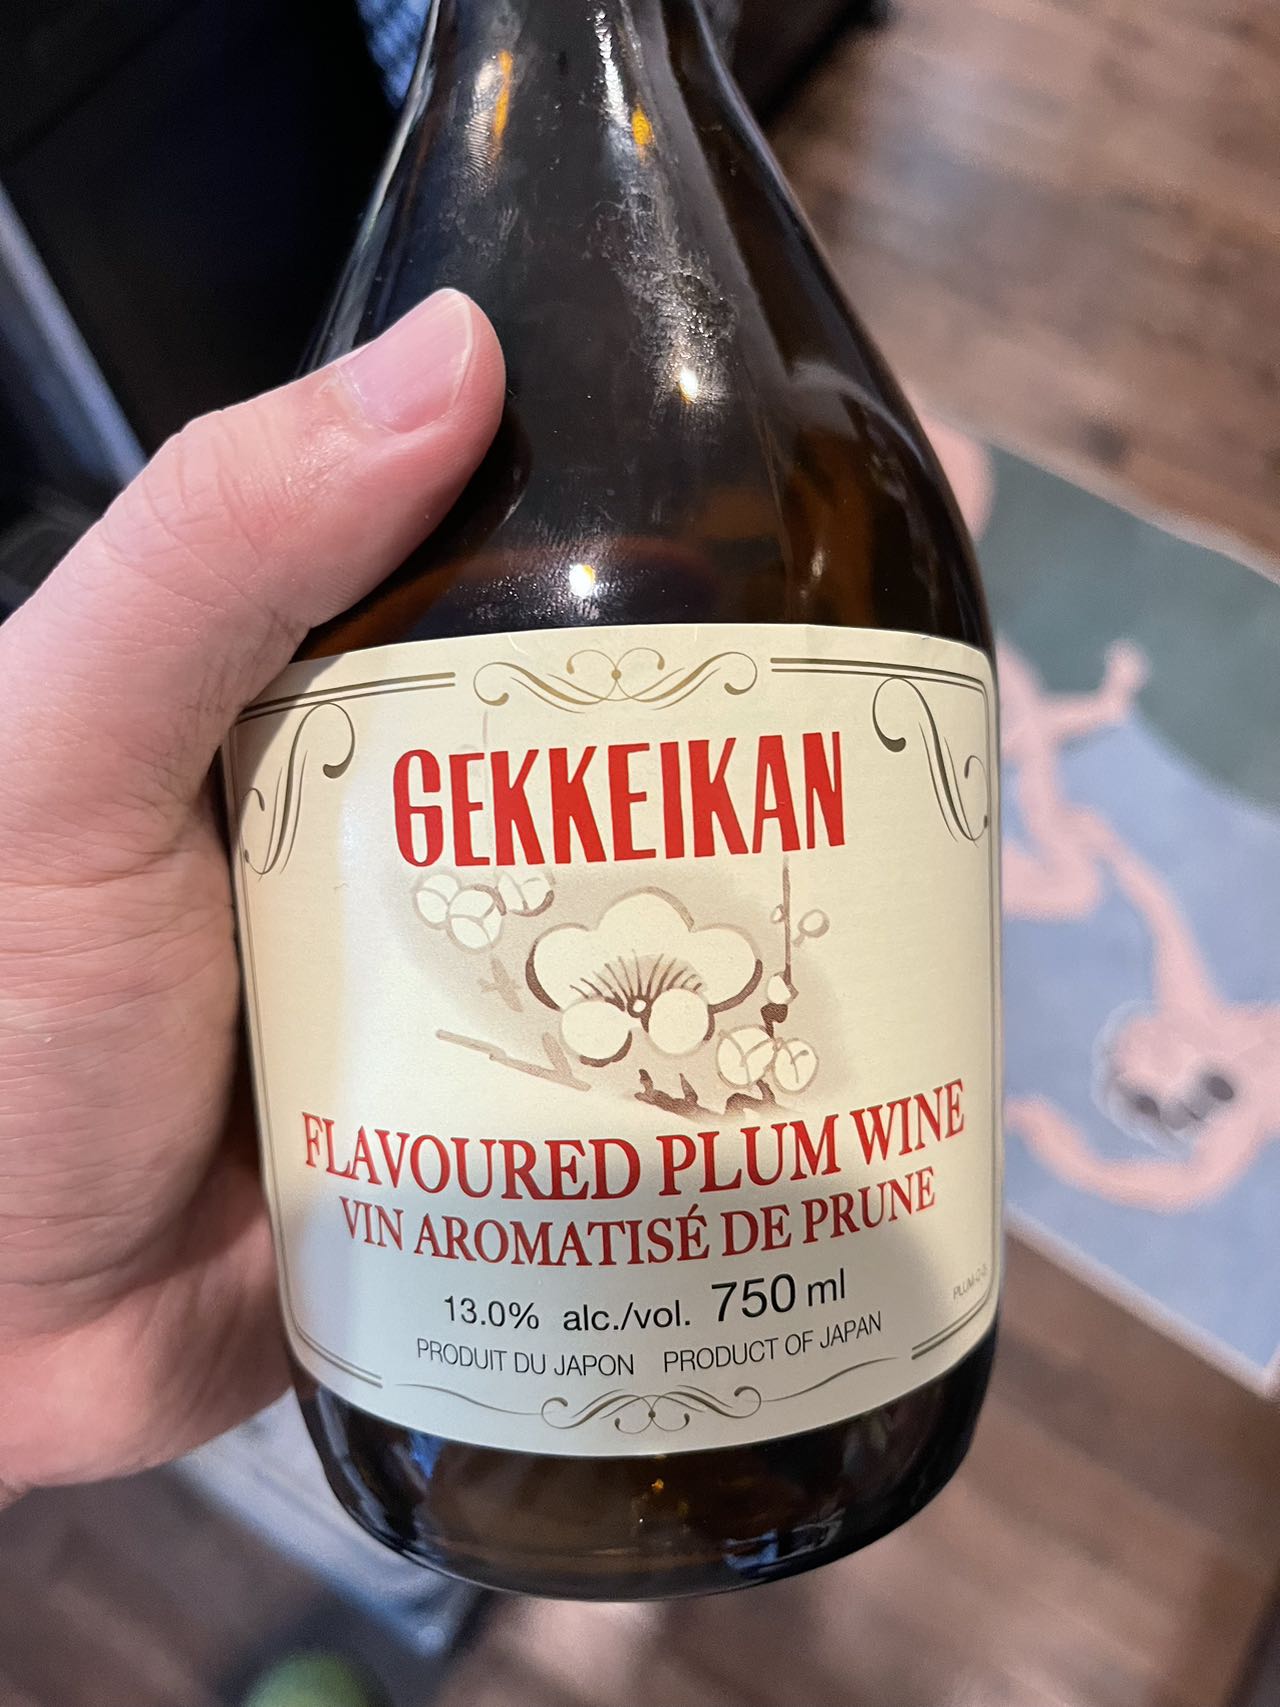 GEKKEIKAN
FLAVOURED PLUM WINE
VIN AROMATISÉ DE PRUNE
13.0% alc./vol. 750 ml
PRODUIT DU JAPON PRODUCT OF JAPAN